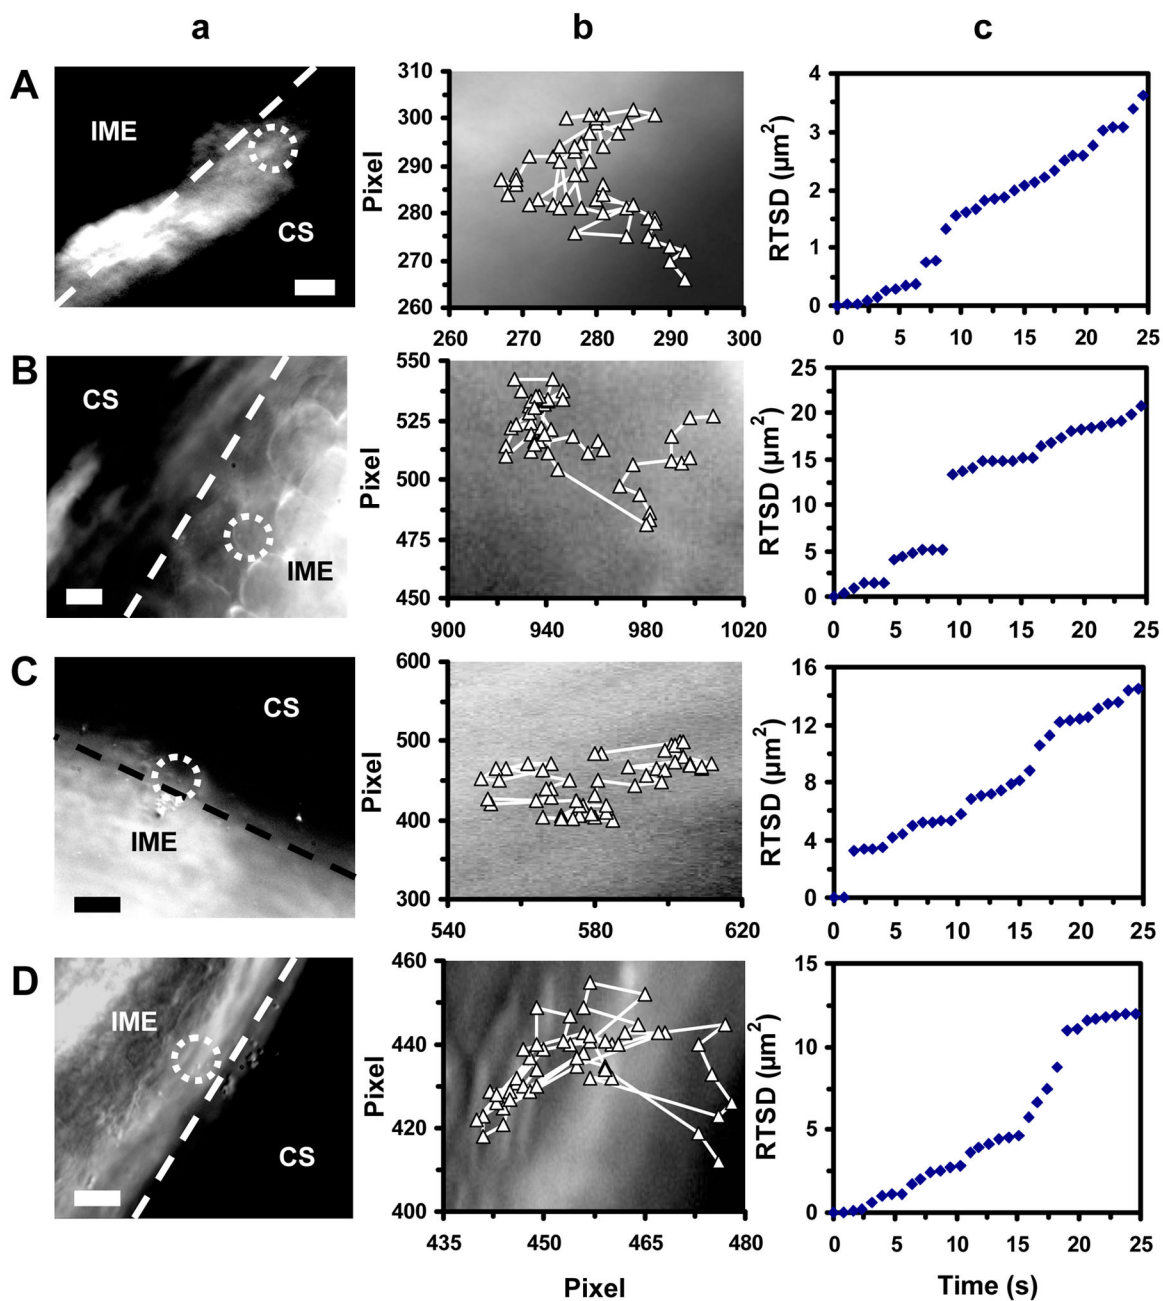 a b c
A
IME
CS
Pixel
310
300
290
280
270
260
260 270 280 290 300
RTSD (µm²)
4
3
2
1
0
0 5 10 15 20 25
B
CS
IME
Pixel
550
525
500
475
450
900 940 980 1020
RTSD (µm²)
25
20
15
10
5
0
0 5 10 15 20 25
C
CS
IME
Pixel
600
500
400
300
540 580 620
RTSD (µm²)
16
12
8
4
0
0 5 10 15 20 25
D
IME
CS
Pixel
460
440
420
400
435 450 465 480
Pixel
RTSD (µm²)
15
10
5
0
0 5 10 15 20 25
Time (s)